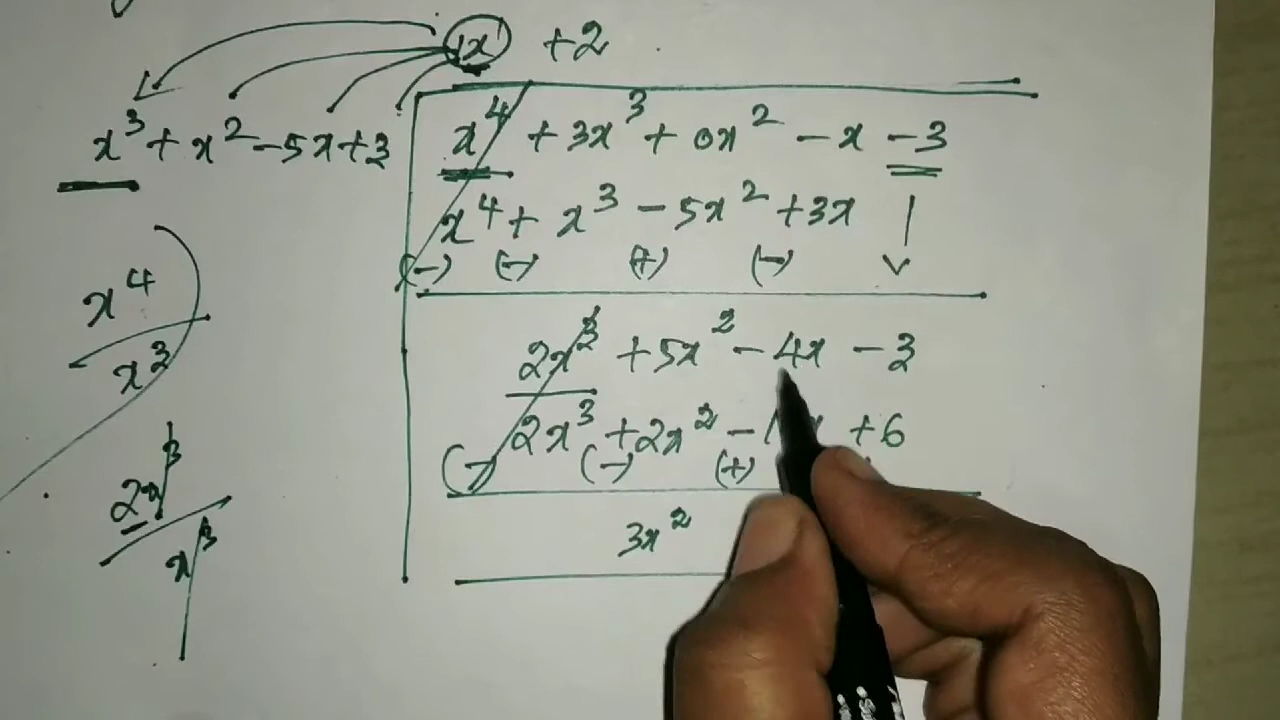 x + 2
x³ + x² - 5x + 3
x⁴ + 3x³ + 0x² - x - 3
x⁴ + x³ - 5x² + 3x
(-) (-) (+) (-)
2x³ + 5x² - 4x - 3
2x³ + 2x² - 1 + 6
(-) (-) (+)
3x²
x⁴
x³
2x³
x³